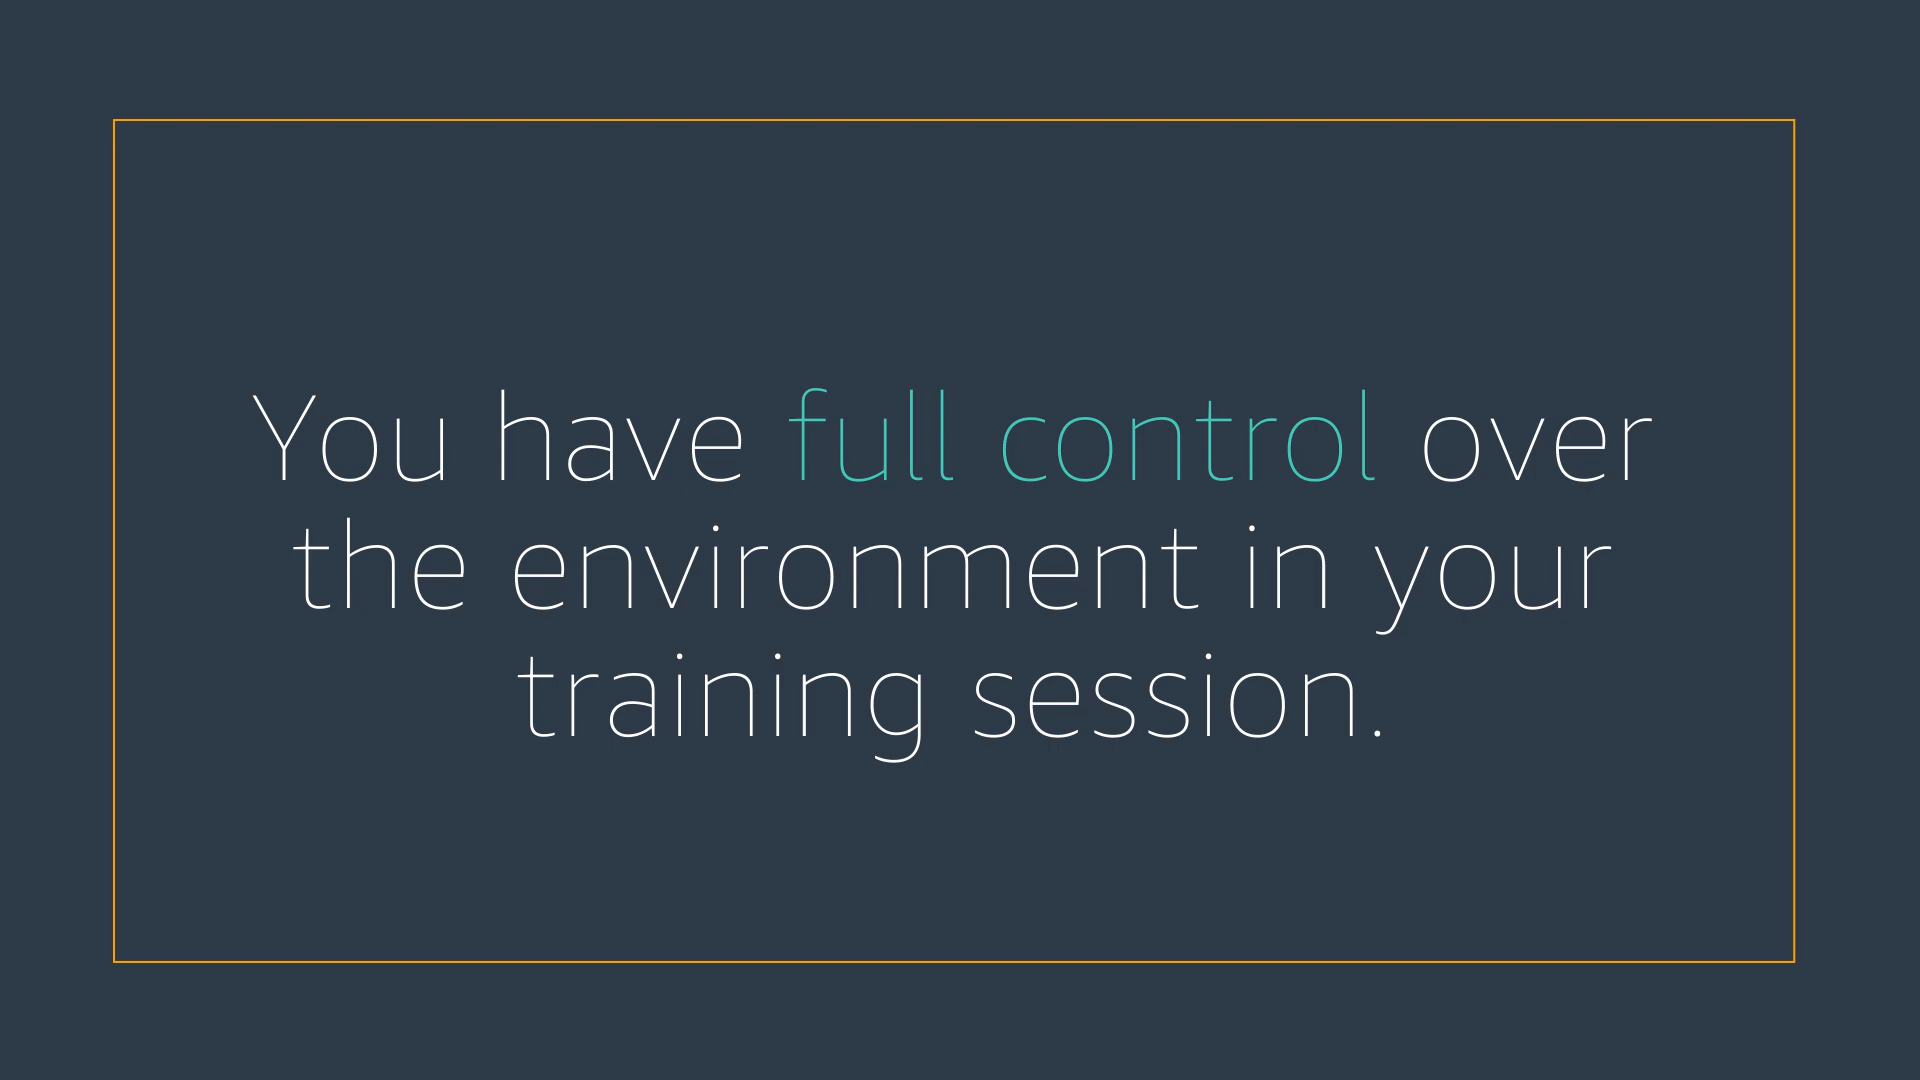 You have full control over
the environment in your
training session.